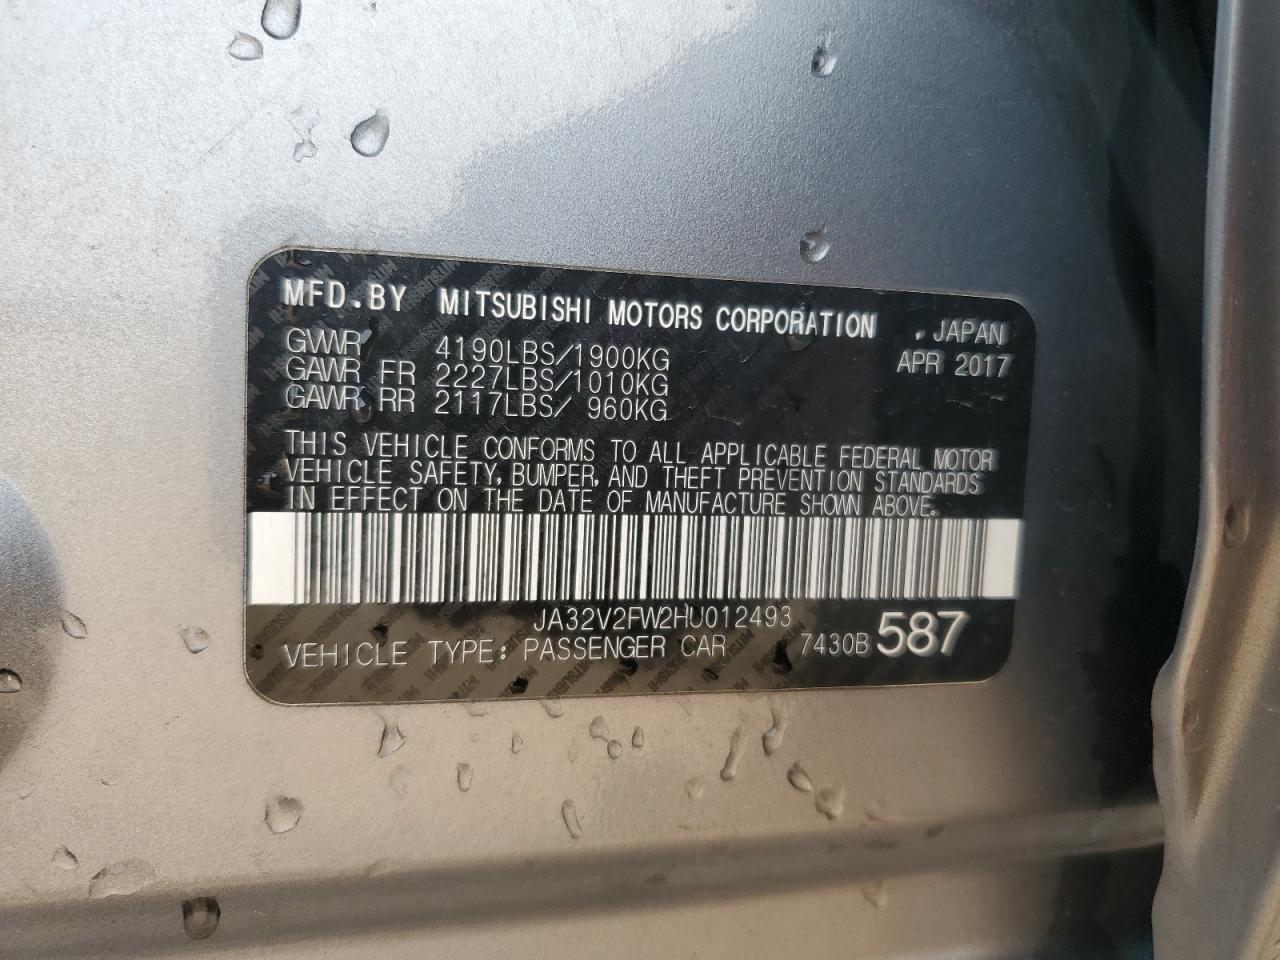 MFD.BY MITSUBISHI MOTORS CORPORATION , JAPAN
GVWR 4190LBS/1900KG APR 2017
GAWR FR 2227LBS/1010KG
GAWR RR 2117LBS/ 960KG
THIS VEHICLE CONFORMS TO ALL APPLICABLE FEDERAL MOTOR
VEHICLE SAFETY, BUMPER, AND THEFT PREVENTION STANDARDS
IN EFFECT ON THE DATE OF MANUFACTURE SHOWN ABOVE.
JA32V2FW2HU012493
VEHICLE TYPE: PASSENGER CAR 7430B 587